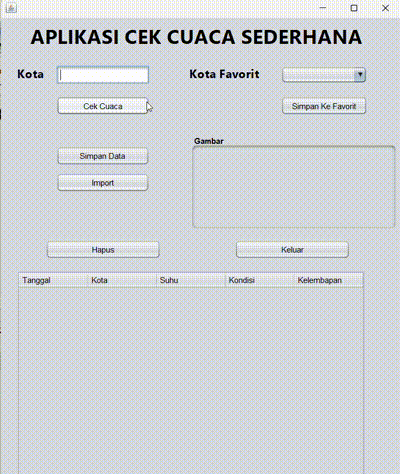 APLIKASI CEK CUACA SEDERHANA
Kota
Kota Favorit
Cek Cuaca
Simpan Ke Favorit
Gambar
Simpan Data
Import
Hapus
Keluar
Tanggal Kota Suhu Kondisi Kelembapan